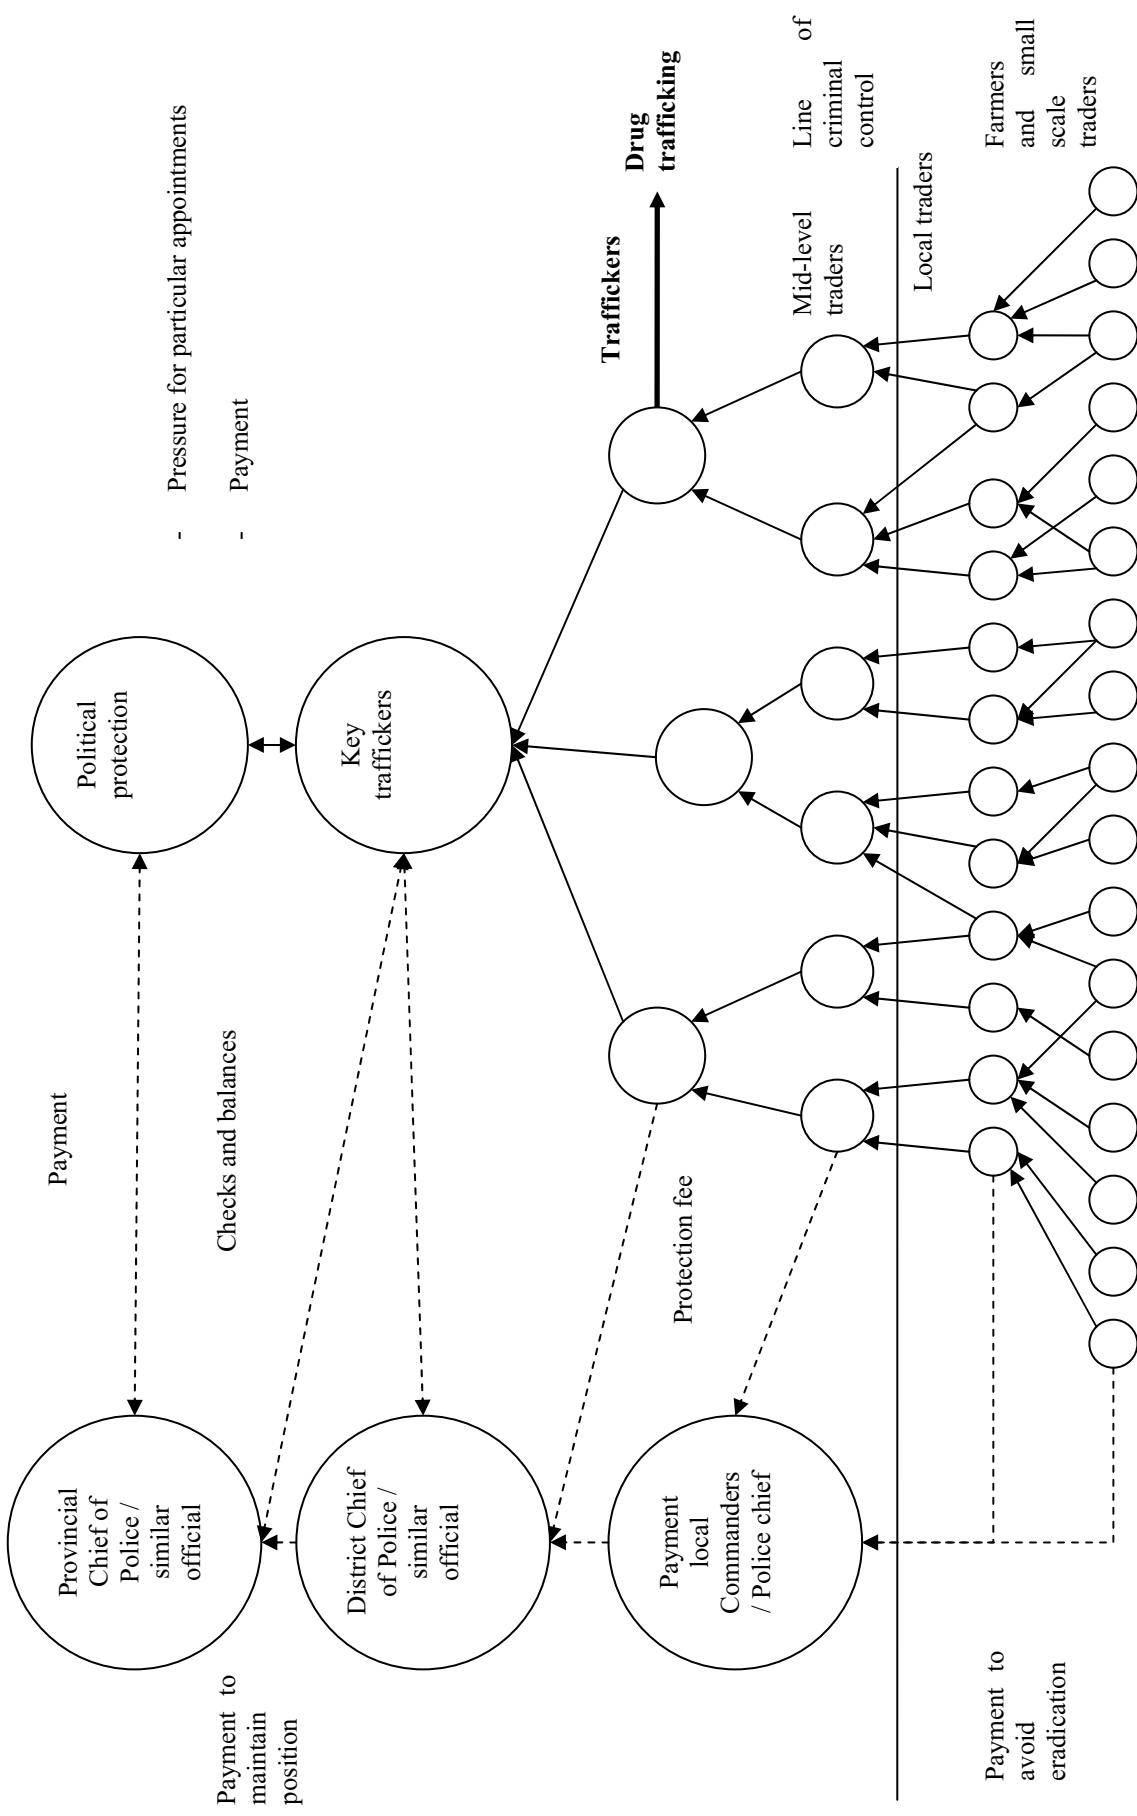 Payment
Provincial
Chief of
Police /
similar
official
Political
protection
- Pressure for particular appointments
- Payment
Payment to
maintain
position
Checks and balances
District Chief
of Police /
similar
official
Key
traffickers
Protection fee
Traffickers
Drug
trafficking
Payment
local
Commanders
/ Police chief
Mid-level
traders
Line of
criminal
control
Local traders
Payment to
avoid
eradication
Farmers
and small
scale
traders